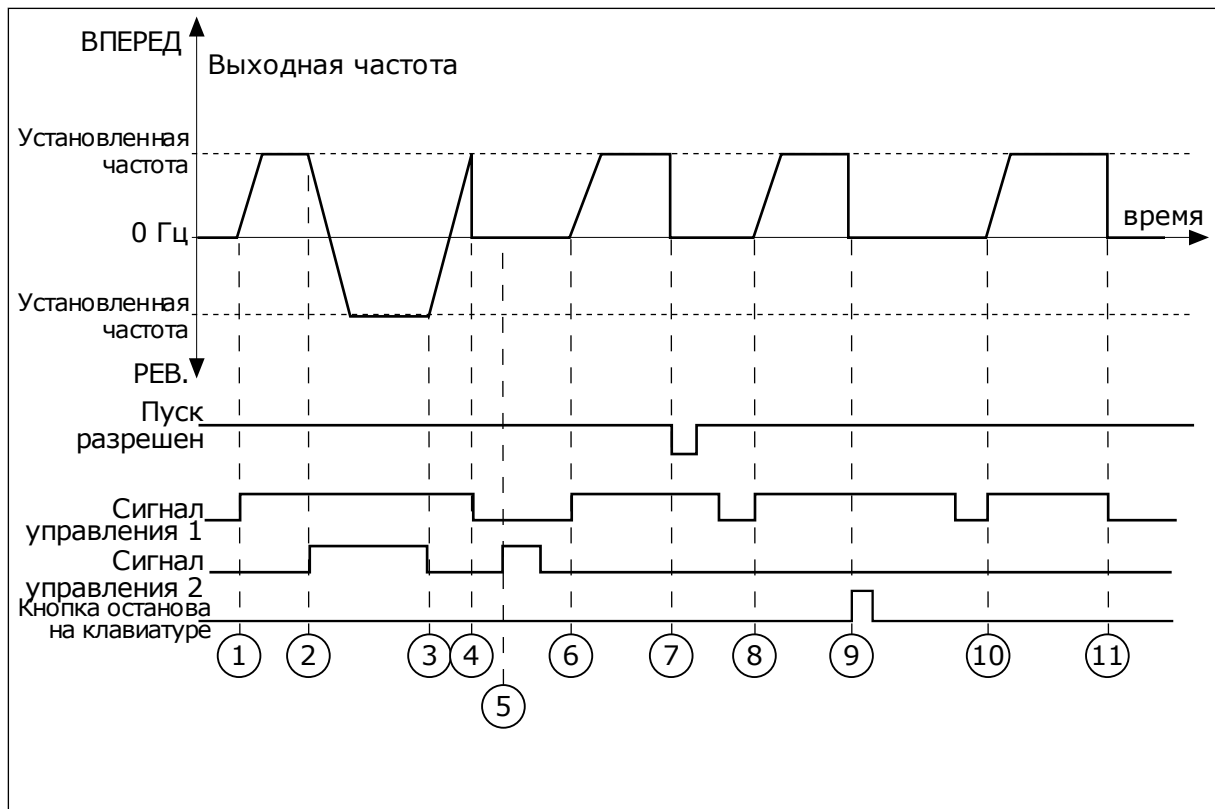 ВПЕРЕД
Выходная частота
Установленная
частота
0 Гц
время
Установленная
частота
РЕВ.
Пуск
разрешен
Сигнал
управления 1
Сигнал
управления 2
Кнопка останова
на клавиатуре
1 2 3 4 6 7 8 9 10 11
5